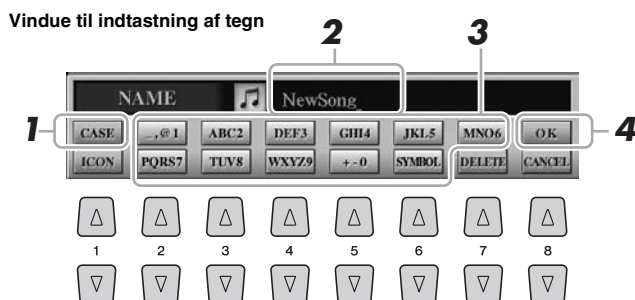 Vindue til indtastning af tegn
2 3
NAME NewSong_
1 CASE _,@1 ABC2 DEF3 GHI4 JKL5 MNO6 OK 4
ICON PQRS7 TUV8 WXYZ9 +-0 SYMBOL DELETE CANCEL
1 2 3 4 5 6 7 8